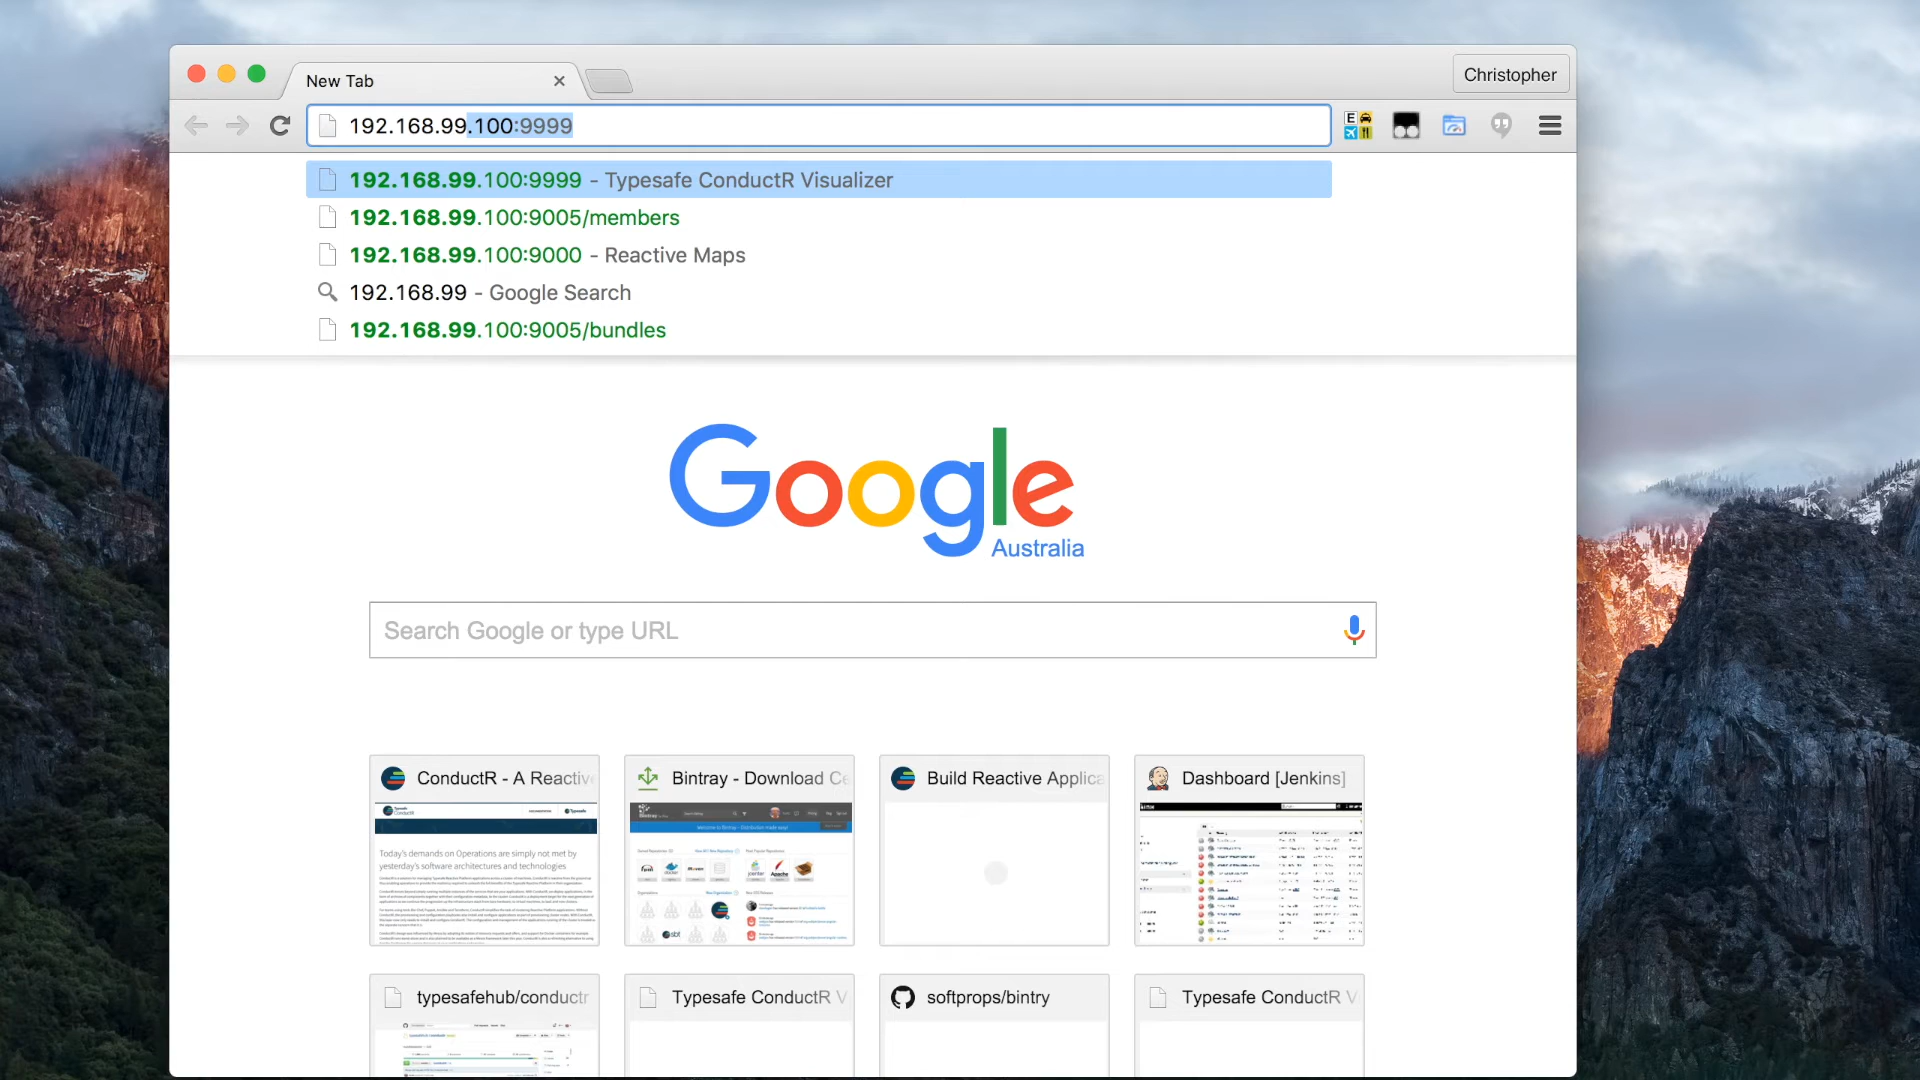 New Tab
Christopher
192.168.99.100:9999
192.168.99.100:9999 - Typesafe ConductR Visualizer
192.168.99.100:9005/members
192.168.99.100:9000 - Reactive Maps
192.168.99 - Google Search
192.168.99.100:9005/bundles
Google
Australia
Search Google or type URL
ConductR - A Reactive
Bintray - Download Ce
Build Reactive Applica
Dashboard [Jenkins]
Today's demands on Operations are simply not met by
yesterday's software architectures and technologies
typesafehub/conductr
Typesafe ConductR V
softprops/bintry
Typesafe ConductR V